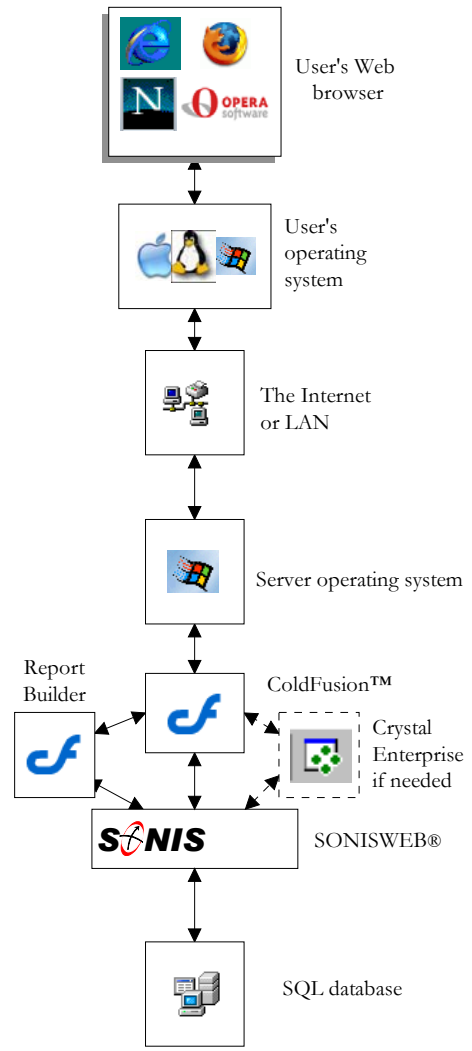 User's Web
browser
N
OPERA
software
User's
operating
system
The Internet
or LAN
Server operating system
Report
Builder
ColdFusion™
Crystal
Enterprise
if needed
SONIS
SONISWEB®
SQL database